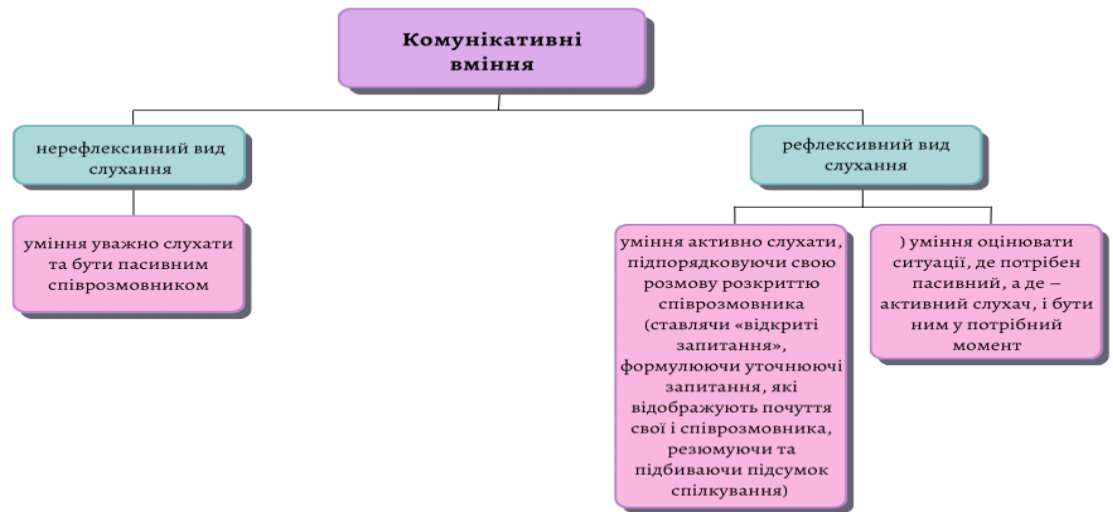 Комунікативні
вміння
нерефлексивний вид
слухання
рефлексивний вид
слухання
уміння уважно слухати
та бути пасивним
співрозмовником
уміння активно слухати,
підпорядковуючи свою
розмову розкриттю
співрозмовника
(ставлячи «відкриті
запитання»,
формулюючи уточнюючі
запитання, які
відображують почуття
свої і співрозмовника,
резюмуючи та
підбиваючи підсумок
спілкування)
) уміння оцінювати
ситуації, де потрібен
пасивний, а де –
активний слухач, і бути
ним у потрібний
момент